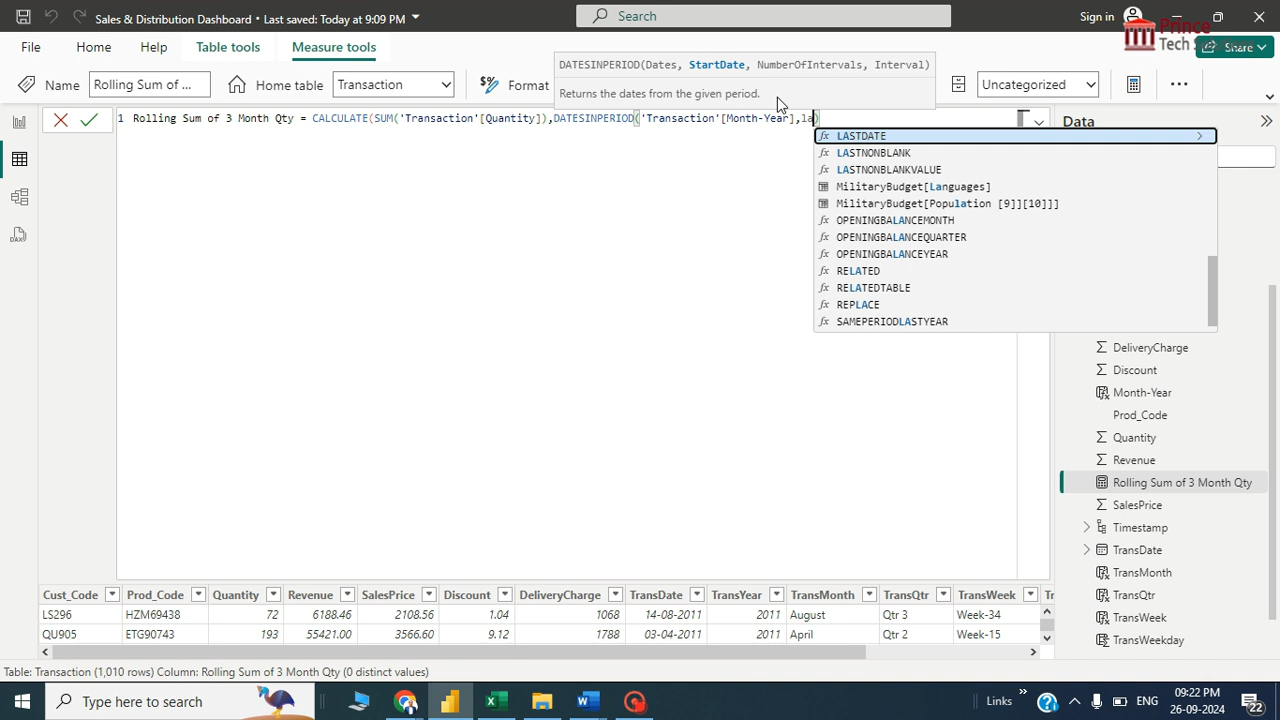 Sales & Distribution Dashboard • Last saved: Today at 9:09 PM
Search
Sign in
Prince
Tech S
Share
File
Home
Help
Table tools
Measure tools
Name
Rolling Sum of ...
Home table
Transaction
Format
Uncategorized
DATESINPERIOD(Dates, StartDate, NumberOfIntervals, Interval)
Returns the dates from the given period.
1 Rolling Sum of 3 Month Qty = CALCULATE(SUM('Transaction'[Quantity]),DATESINPERIOD('Transaction'[Month-Year],la)
Data
LASTDATE
LASTNONBLANK
LASTNONBLANKVALUE
MilitaryBudget[Languages]
MilitaryBudget[Population [9]][10]]]
OPENINGBALANCEMONTH
OPENINGBALANCEQUARTER
OPENINGBALANCEYEAR
RELATED
RELATEDTABLE
REPLACE
SAMEPERIODLASTYEAR
DeliveryCharge
Discount
Month-Year
Prod_Code
Quantity
Revenue
Rolling Sum of 3 Month Qty
SalesPrice
Timestamp
TransDate
TransMonth
TransQtr
TransWeek
TransWeekday
Cust_Code Prod_Code Quantity Revenue SalesPrice Discount DeliveryCharge TransDate TransYear TransMonth TransQtr TransWeek Tr
LS296 HZM69438 72 6188.46 2108.56 1.04 1068 14-08-2011 2011 August Qtr 3 Week-34
QU905 ETG90743 193 55421.00 3566.60 9.12 1788 03-04-2011 2011 April Qtr 2 Week-15
Table: Transaction (1,010 rows) Column: Rolling Sum of 3 Month Qty (0 distinct values)
Type here to search
Links
ENG
09:22 PM
26-09-2024
22